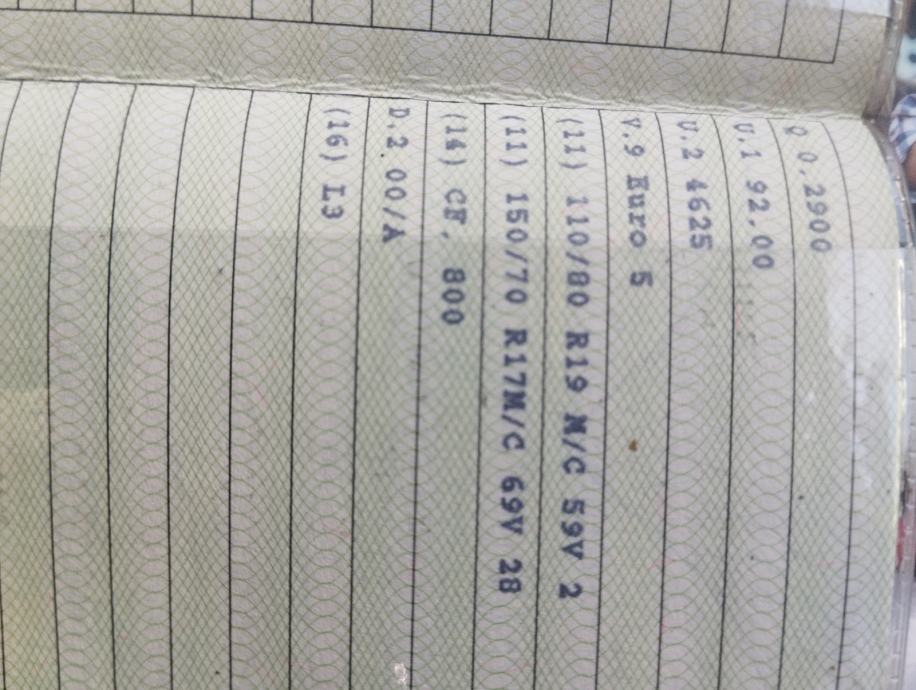 Q 0.2900
U.1 92.00
U.2 4625
V.9 Euro 5
(11) 110/80 R19 M/C 59V 2
(11) 150/70 R17M/C 69V 28
(14) CF, 800
D.2 00/A
(16) L3